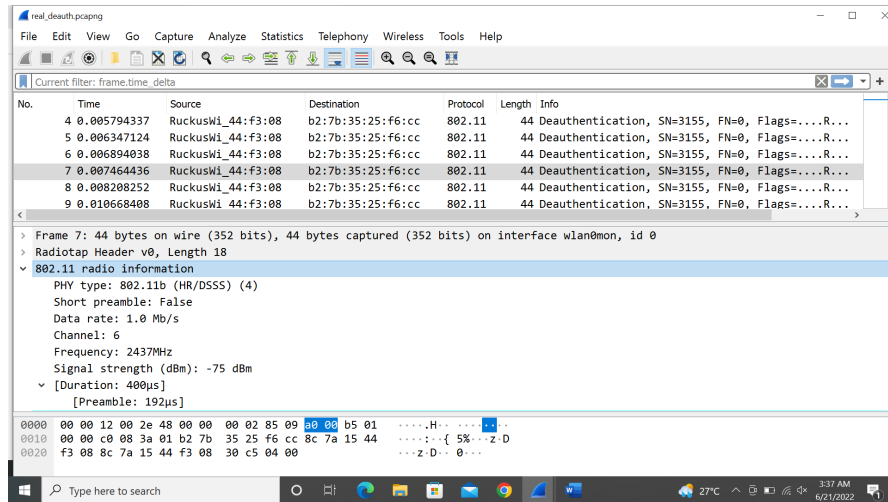 real_deauth.pcapng
File Edit View Go Capture Analyze Statistics Telephony Wireless Tools Help
Current filter: frame.time_delta
No. Time Source Destination Protocol Length Info
4 0.005794337 RuckusWi_44:f3:08 b2:7b:35:25:f6:cc 802.11 44 Deauthentication, SN=3155, FN=0, Flags=....R...
5 0.006347124 RuckusWi_44:f3:08 b2:7b:35:25:f6:cc 802.11 44 Deauthentication, SN=3155, FN=0, Flags=....R...
6 0.006894038 RuckusWi_44:f3:08 b2:7b:35:25:f6:cc 802.11 44 Deauthentication, SN=3155, FN=0, Flags=....R...
7 0.007464436 RuckusWi_44:f3:08 b2:7b:35:25:f6:cc 802.11 44 Deauthentication, SN=3155, FN=0, Flags=....R...
8 0.008208252 RuckusWi_44:f3:08 b2:7b:35:25:f6:cc 802.11 44 Deauthentication, SN=3155, FN=0, Flags=....R...
9 0.010668408 RuckusWi_44:f3:08 b2:7b:35:25:f6:cc 802.11 44 Deauthentication, SN=3155, FN=0, Flags=....R...
Frame 7: 44 bytes on wire (352 bits), 44 bytes captured (352 bits) on interface wlan0mon, id 0
Radiotap Header v0, Length 18
802.11 radio information
PHY type: 802.11b (HR/DSSS) (4)
Short preamble: False
Data rate: 1.0 Mb/s
Channel: 6
Frequency: 2437MHz
Signal strength (dBm): -75 dBm
[Duration: 400µs]
[Preamble: 192µs]
0000 00 00 12 00 2e 48 00 00 00 02 85 09 a0 00 b5 01 ·····.H·· ········
0010 00 00 c0 08 3a 01 b2 7b 35 25 f6 cc 8c 7a 15 44 ····:··{ 5%···z·D
0020 f3 08 8c 7a 15 44 f3 08 30 c5 04 00 ···z·D·· 0···
Type here to search
27°C
3:37 AM
6/21/2022